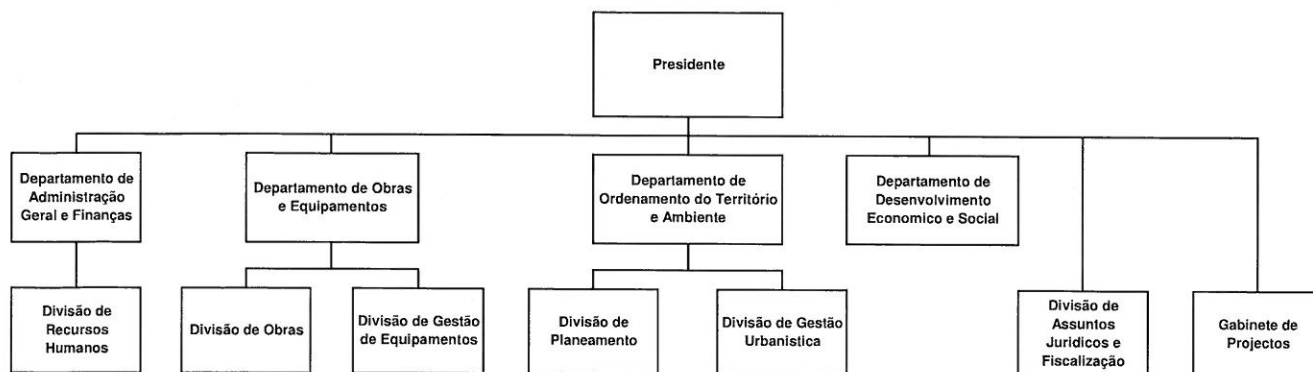 Presidente
Departamento de
Administração
Geral e Finanças
Departamento de Obras
e Equipamentos
Departamento de
Ordenamento do Território
e Ambiente
Departamento de
Desenvolvimento
Economico e Social
Divisão de
Recursos
Humanos
Divisão de Obras
Divisão de Gestão
de Equipamentos
Divisão de
Planeamento
Divisão de Gestão
Urbanistica
Divisão de
Assuntos
Juridicos e
Fiscalização
Gabinete de
Projectos